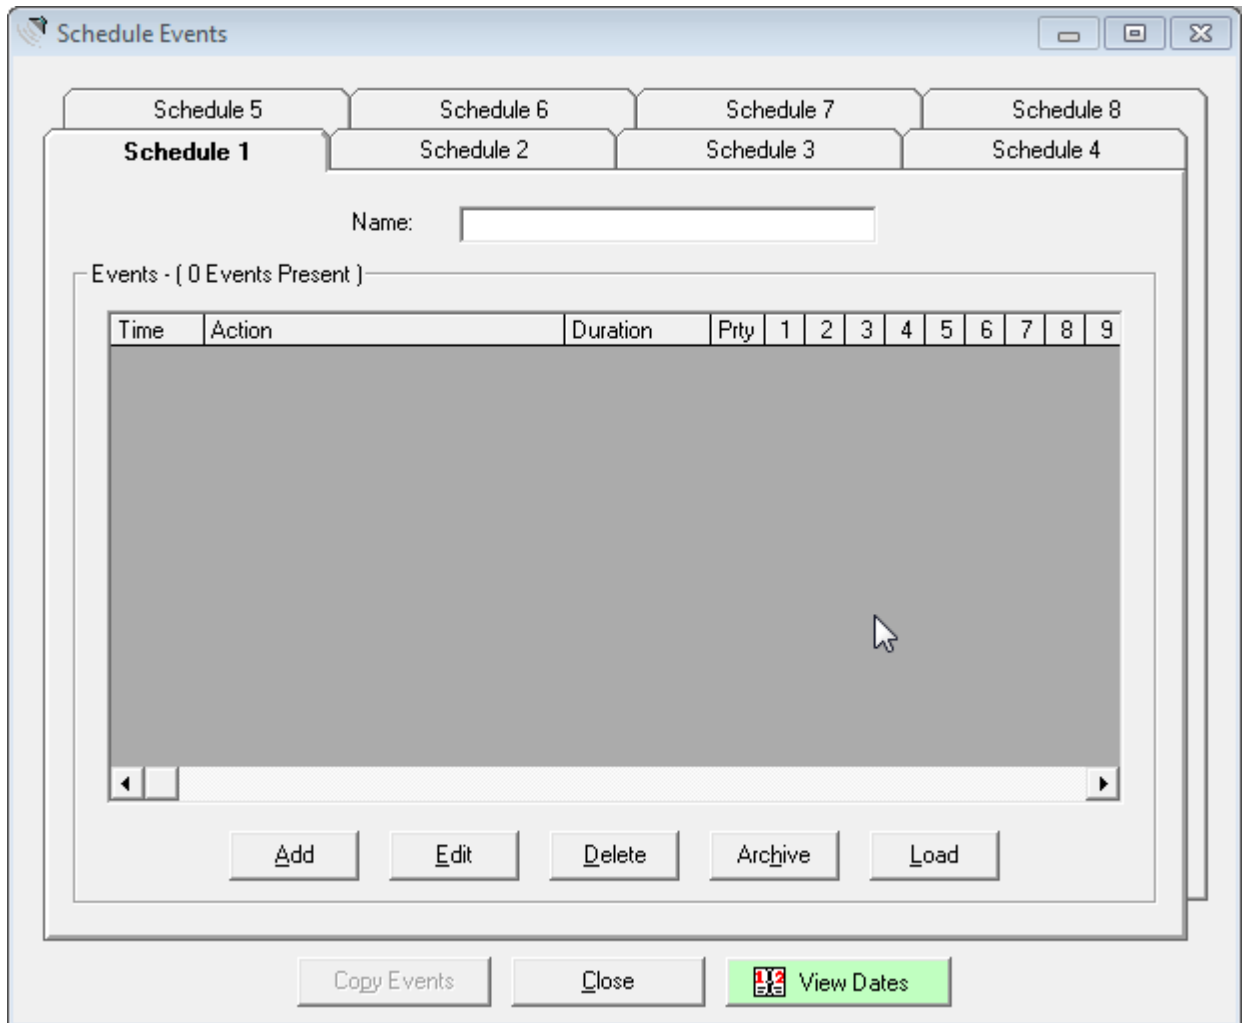 Schedule Events
Schedule 5 Schedule 6 Schedule 7 Schedule 8
Schedule 1 Schedule 2 Schedule 3 Schedule 4
Name:
Events - ( 0 Events Present )
Time Action Duration Prty 1 2 3 4 5 6 7 8 9
Add Edit Delete Archive Load
Copy Events Close 12 View Dates